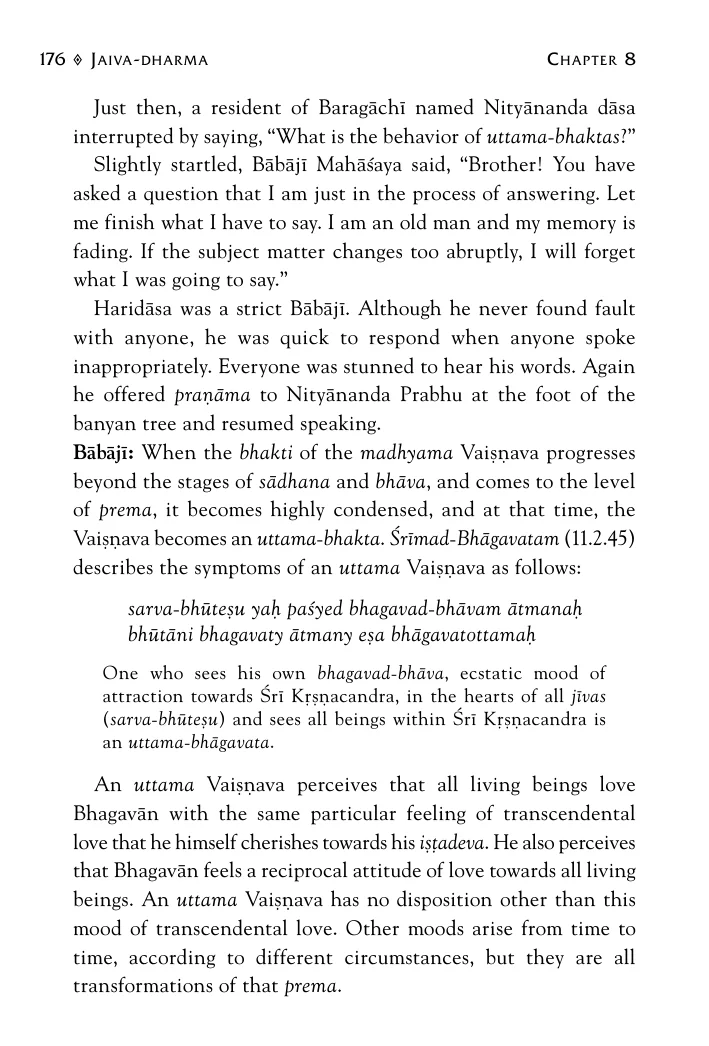 176 ◊ JAIVA-DHARMA CHAPTER 8
Just then, a resident of Baragāchī named Nityānanda dāsa
interrupted by saying, “What is the behavior of uttama-bhaktas?”
Slightly startled, Bābājī Mahāśaya said, “Brother! You have
asked a question that I am just in the process of answering. Let
me finish what I have to say. I am an old man and my memory is
fading. If the subject matter changes too abruptly, I will forget
what I was going to say.”
Haridāsa was a strict Bābājī. Although he never found fault
with anyone, he was quick to respond when anyone spoke
inappropriately. Everyone was stunned to hear his words. Again
he offered praṇāma to Nityānanda Prabhu at the foot of the
banyan tree and resumed speaking.
Bābājī: When the bhakti of the madhyama Vaiṣṇava progresses
beyond the stages of sādhana and bhāva, and comes to the level
of prema, it becomes highly condensed, and at that time, the
Vaiṣṇava becomes an uttama-bhakta. Śrīmad-Bhāgavatam (11.2.45)
describes the symptoms of an uttama Vaiṣṇava as follows:
sarva-bhūteṣu yaḥ paśyed bhagavad-bhāvam ātmanaḥ
bhūtāni bhagavaty ātmany eṣa bhāgavatottamaḥ
One who sees his own bhagavad-bhāva, ecstatic mood of
attraction towards Śrī Kṛṣṇacandra, in the hearts of all jīvas
(sarva-bhūteṣu) and sees all beings within Śrī Kṛṣṇacandra is
an uttama-bhāgavata.
An uttama Vaiṣṇava perceives that all living beings love
Bhagavān with the same particular feeling of transcendental
love that he himself cherishes towards his iṣṭadeva. He also perceives
that Bhagavān feels a reciprocal attitude of love towards all living
beings. An uttama Vaiṣṇava has no disposition other than this
mood of transcendental love. Other moods arise from time to
time, according to different circumstances, but they are all
transformations of that prema.